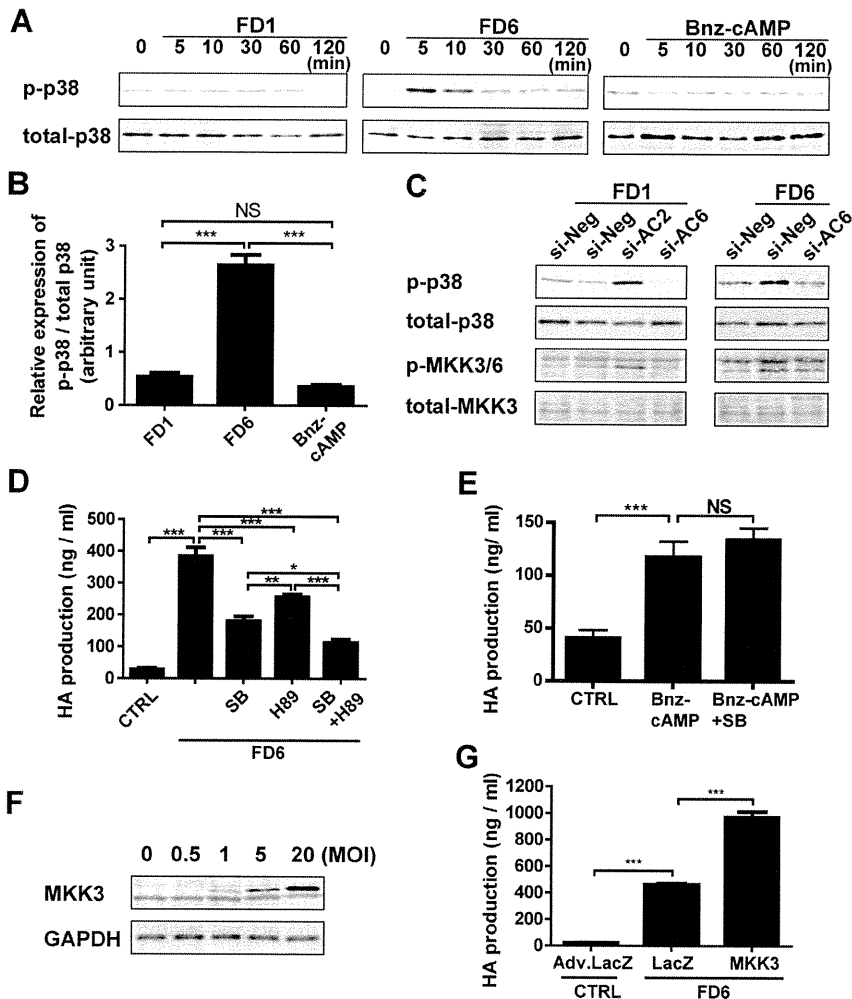 A
FD1
FD6
Bnz-cAMP
0 5 10 30 60 120 0 5 10 30 60 120 0 5 10 30 60 120
(min) (min) (min)
p-p38
total-p38
B
NS
*** ***
Relative expression of
p-p38 / total p38
(arbitrary unit)
3
2
1
0
FD1
FD6
Bnz-
cAMP
C
FD1
FD6
si-Neg si-Neg si-AC2 si-AC6 si-Neg si-Neg si-AC6
p-p38
total-p38
p-MKK3/6
total-MKK3
D
HA production (ng / ml)
500
400
300
200
100
0
***
***
*** ***
*
** ***
CTRL
SB
H89
SB
+H89
FD6
E
HA production (ng/ ml)
150
100
50
0
*** NS
CTRL
Bnz-
cAMP
Bnz-cAMP
+SB
F
0 0.5 1 5 20 (MOI)
MKK3
GAPDH
G
HA production (ng / ml)
1200
1000
800
600
400
200
0
***
***
Adv.LacZ LacZ MKK3
CTRL FD6